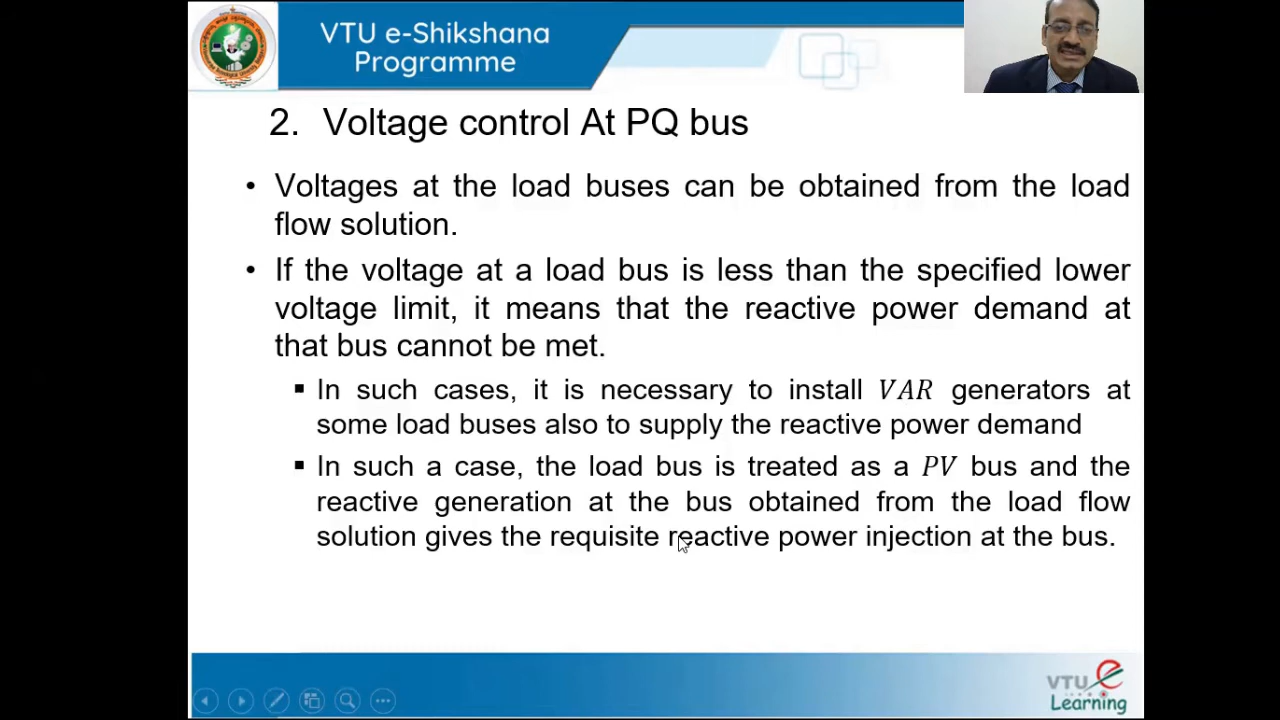 VTU e-Shikshana
Programme
2. Voltage control At PQ bus
• Voltages at the load buses can be obtained from the load
flow solution.
• If the voltage at a load bus is less than the specified lower
voltage limit, it means that the reactive power demand at
that bus cannot be met.
▪ In such cases, it is necessary to install VAR generators at
some load buses also to supply the reactive power demand
▪ In such a case, the load bus is treated as a PV bus and the
reactive generation at the bus obtained from the load flow
solution gives the requisite reactive power injection at the bus.
VTU e
Learning